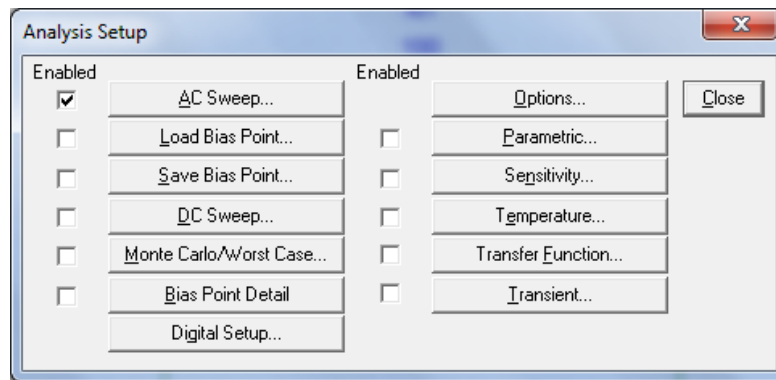 Analysis Setup
Enabled
Enabled
AC Sweep...
Options...
Close
Load Bias Point...
Parametric...
Save Bias Point...
Sensitivity...
DC Sweep...
Temperature...
Monte Carlo/Worst Case...
Transfer Function...
Bias Point Detail
Transient...
Digital Setup...